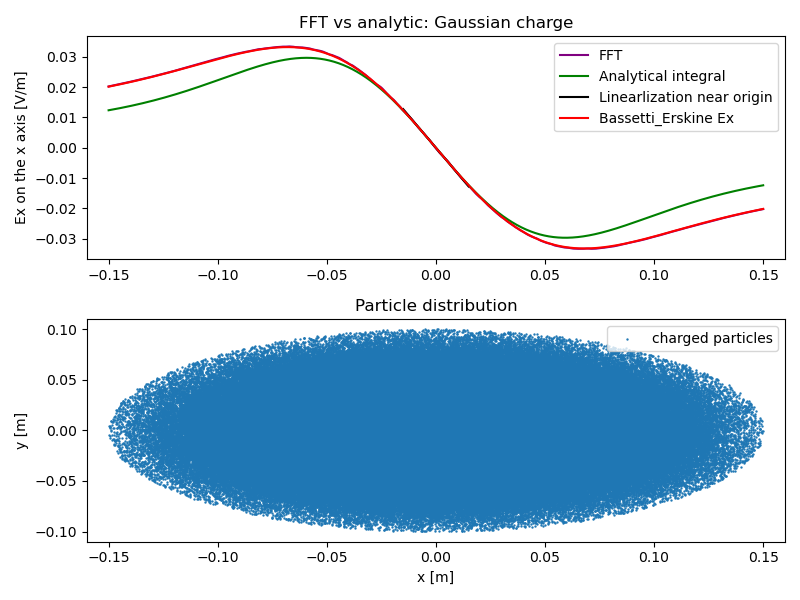 FFT vs analytic: Gaussian charge
Ex on the x axis [V/m]
0.03
0.02
0.01
0.00
−0.01
−0.02
−0.03
FFT
Analytical integral
Linearlization near origin
Bassetti_Erskine Ex
−0.15
−0.10
−0.05
0.00
0.05
0.10
0.15
Particle distribution
y [m]
0.10
0.05
0.00
−0.05
−0.10
charged particles
−0.15
−0.10
−0.05
0.00
0.05
0.10
0.15
x [m]